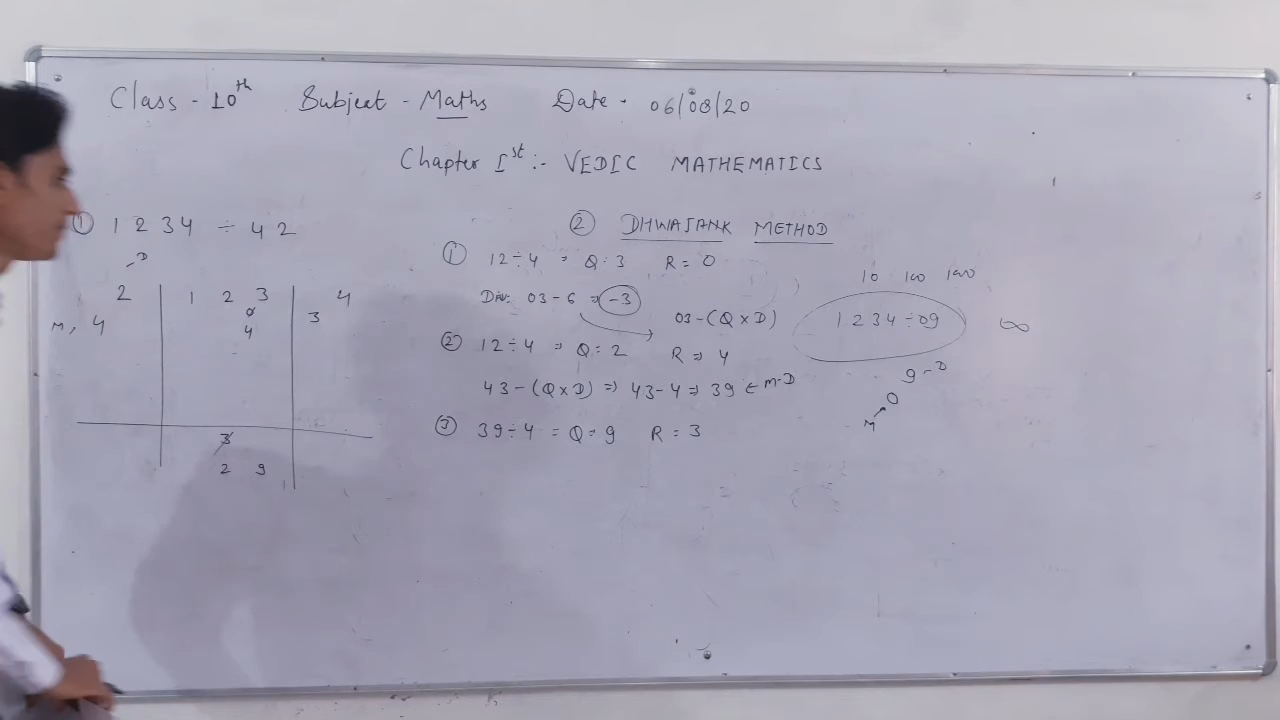 Class - 10th Subject - Maths Date - 06/08/20
Chapter Ist :- VEDIC MATHEMATICS
① 1 2 3 4 ÷ 4 2
-D
2 1 2 3 4
M, 4 0 3
4
3
2 9
② DHWAJANK METHOD
① 12÷4 = Q = 3 R = 0
Div: 03 - 6 => -3
03-(Q×D)
② 12÷4 => Q = 2 R => 4
43-(Q×D) => 43-4 => 39 ← M-D
③ 39÷4 = Q = 9 R = 3
10 100 1000
1 2 3 4 ÷ 09 ∞
9 - D
0
M